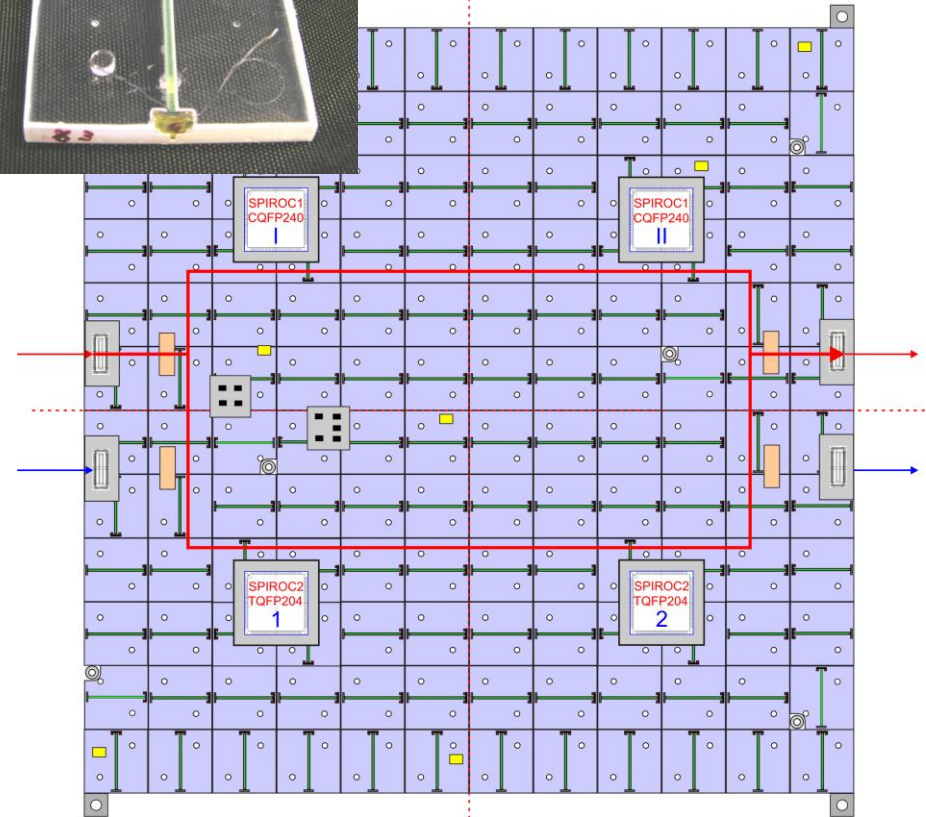 SPIROC1
CQFP240
I
SPIROC1
CQFP240
II
SPIROC2
TQFP204
1
SPIROC2
TQFP204
2